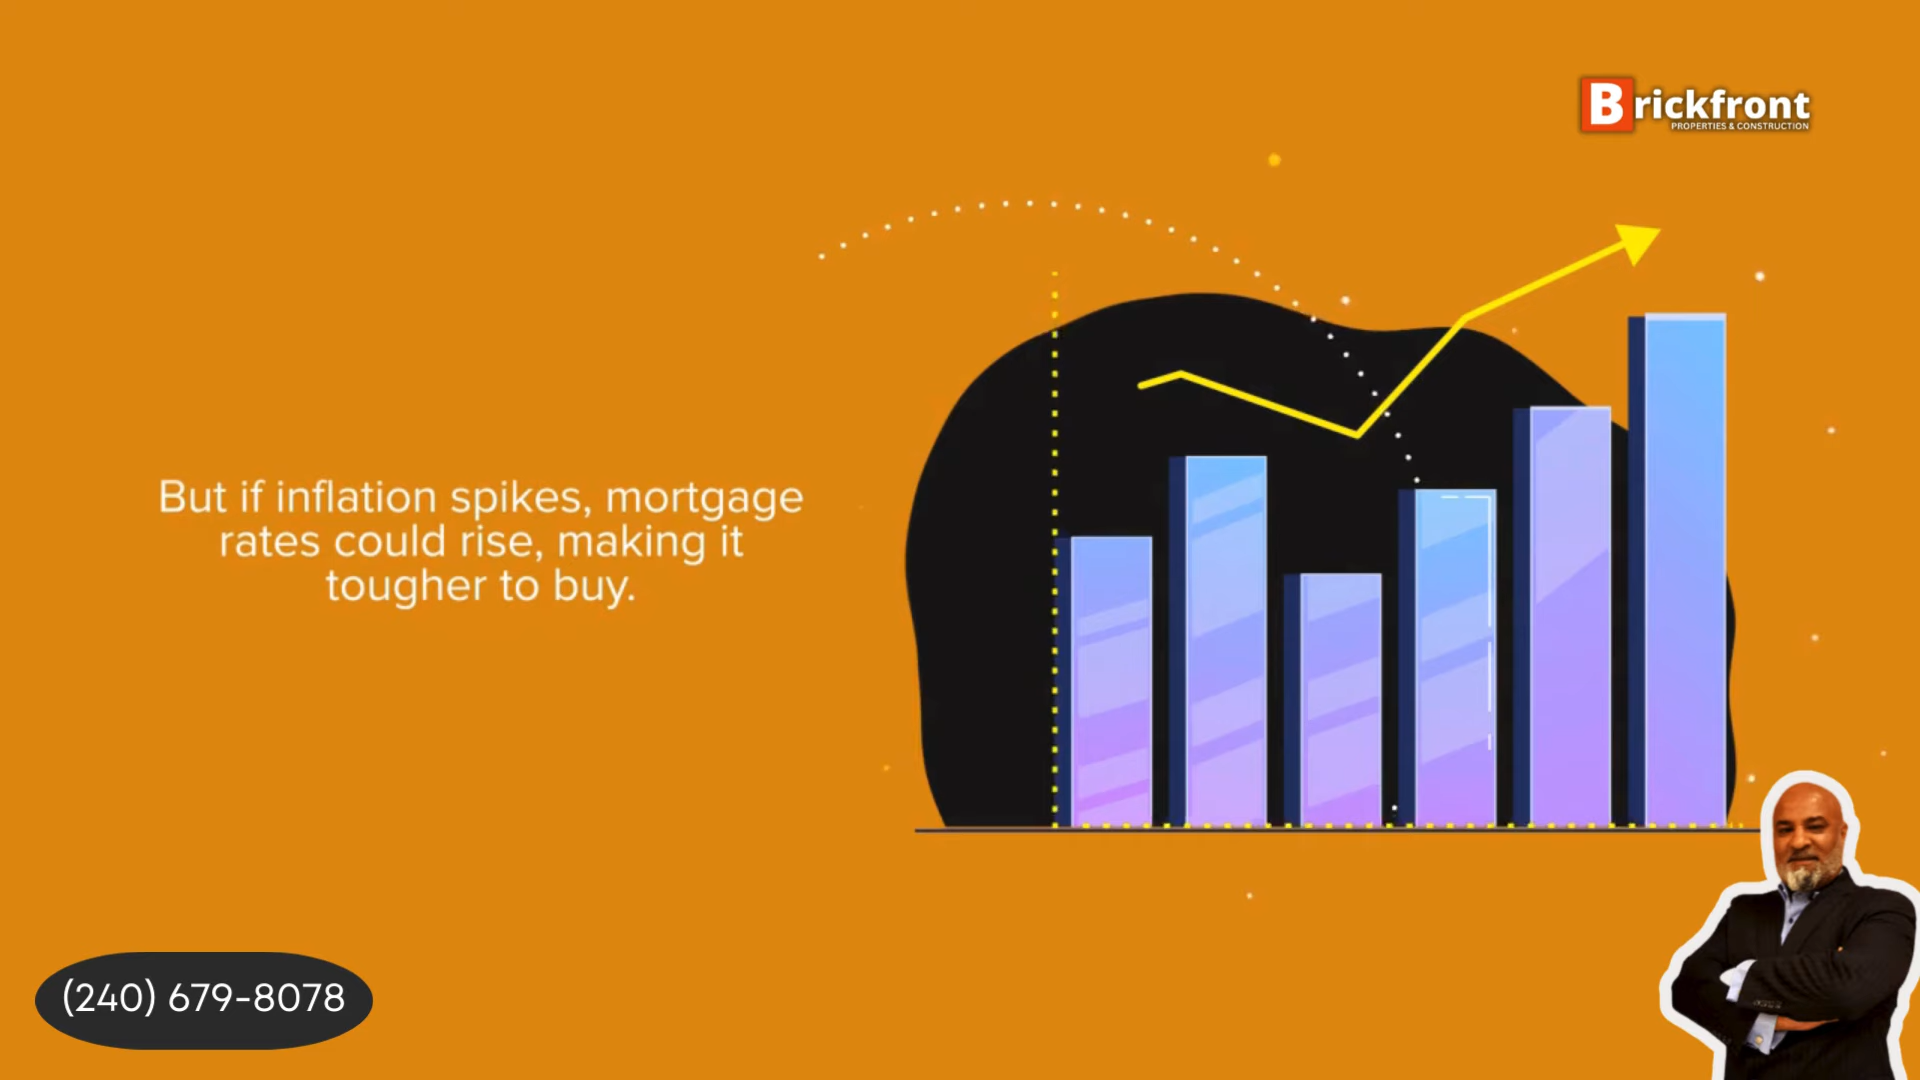 Brickfront
PROPERTIES & CONSTRUCTION
But if inflation spikes, mortgage
rates could rise, making it
tougher to buy.
(240) 679-8078